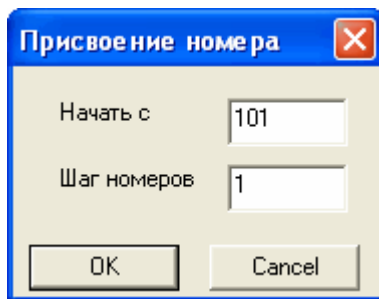 Присвоение номера
Начать с 101
Шаг номеров 1
OK Cancel